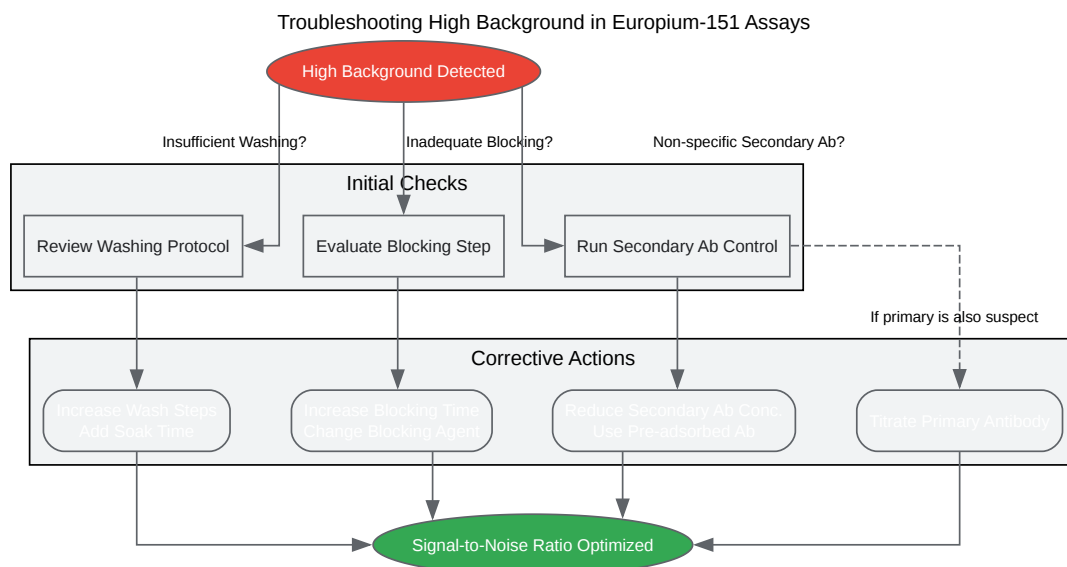 Troubleshooting High Background in Europium-151 Assays
High Background Detected
Insufficient Washing?
Inadequate Blocking?
Non-specific Secondary Ab?
Initial Checks
Review Washing Protocol
Evaluate Blocking Step
Run Secondary Ab Control
If primary is also suspect
Corrective Actions
Increase Wash Steps
Add Soak Time
Increase Blocking Time
Change Blocking Agent
Reduce Secondary Ab Conc.
Use Pre-adsorbed Ab
Titrate Primary Antibody
Signal-to-Noise Ratio Optimized